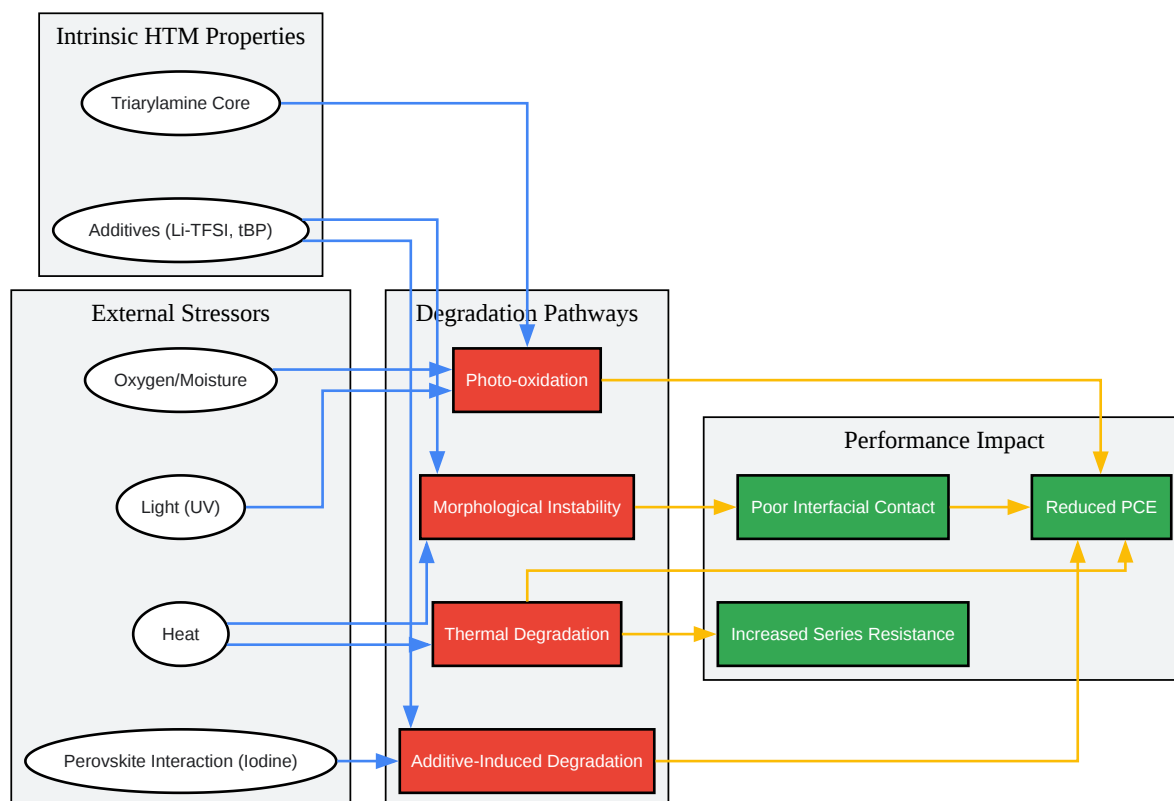 Intrinsic HTM Properties
Triarylamine Core
Additives (Li-TFSI, tBP)
External Stressors
Oxygen/Moisture
Light (UV)
Heat
Perovskite Interaction (Iodine)
Degradation Pathways
Photo-oxidation
Morphological Instability
Thermal Degradation
Additive-Induced Degradation
Performance Impact
Poor Interfacial Contact
Reduced PCE
Increased Series Resistance